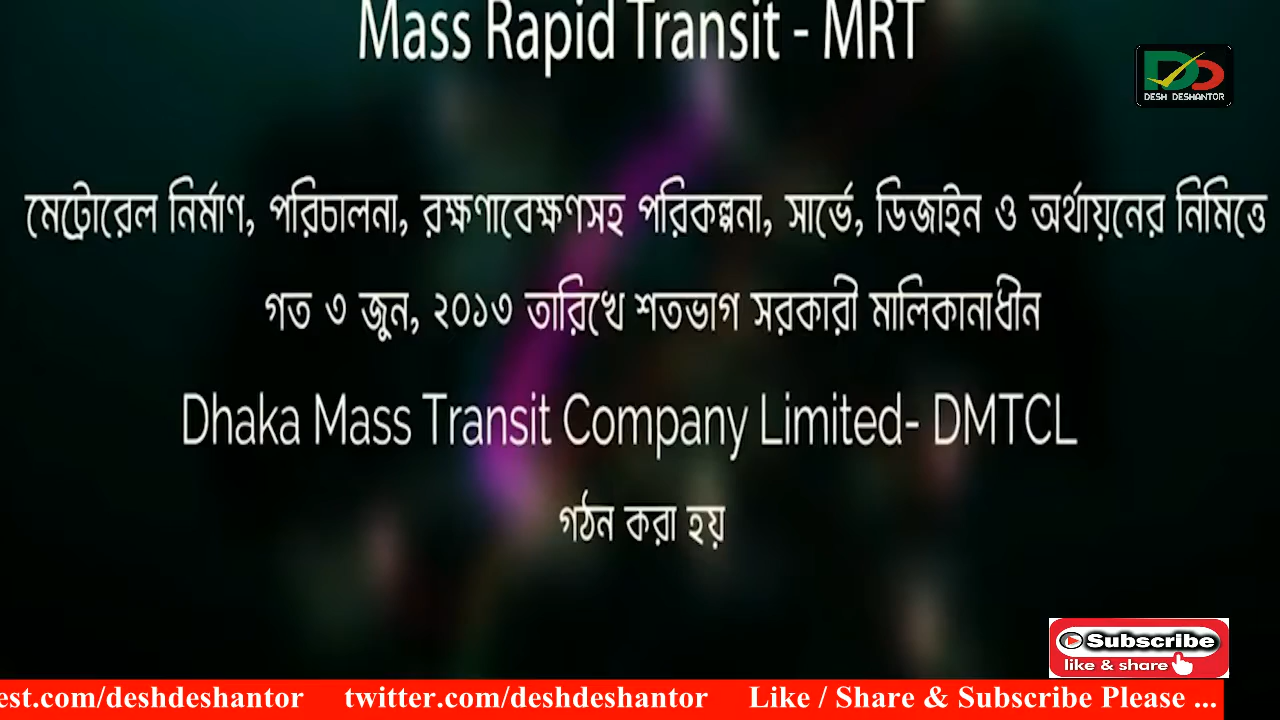 Mass Rapid Transit - MRT
DESH DESHANTOR
মেট্রোরেল নির্মাণ, পরিচালনা, রক্ষণাবেক্ষণসহ পরিকল্পনা, সার্ভে, ডিজাইন ও অর্থায়নের নিমিত্তে
গত ৩ জুন, ২০১৩ তারিখে শতভাগ সরকারী মালিকানাধীন
Dhaka Mass Transit Company Limited- DMTCL
গঠন করা হয়
Subscribe
like & share
est.com/deshdeshantor twitter.com/deshdeshantor Like / Share & Subscribe Please ...